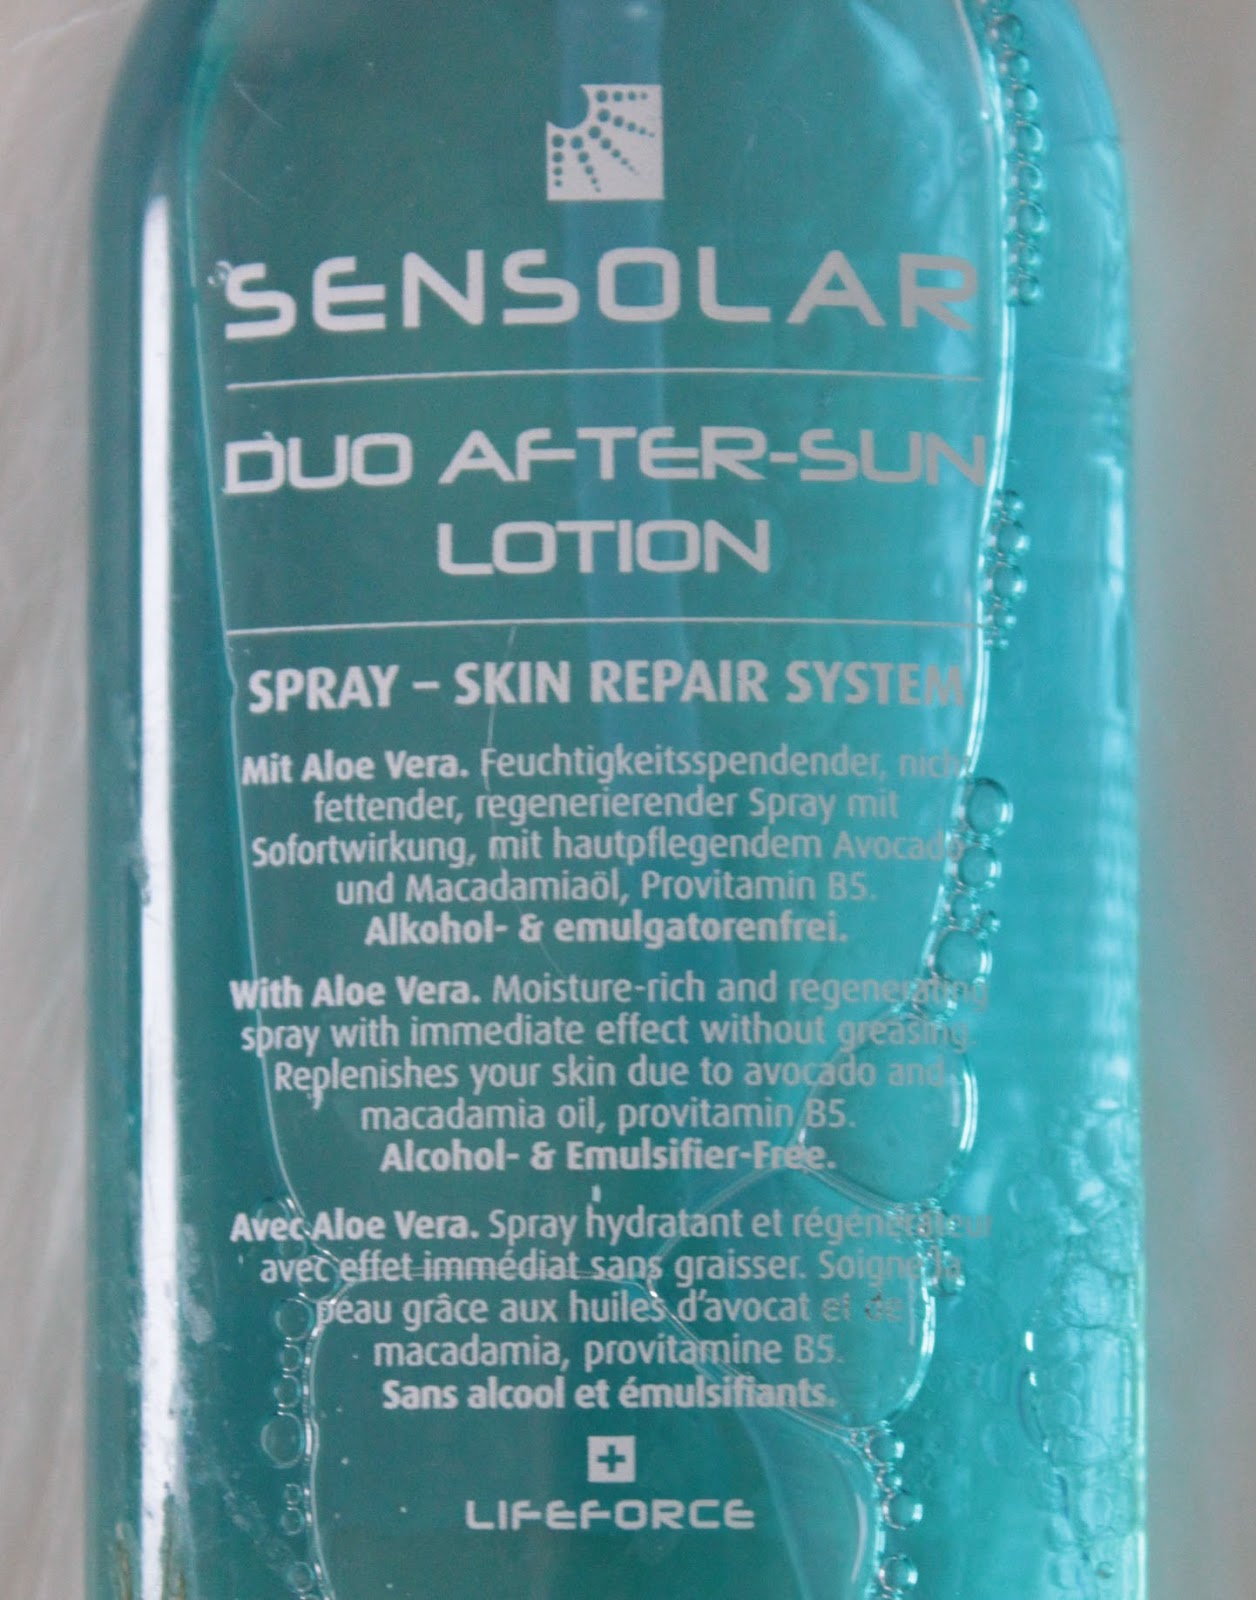 SENSOLAR
DUO AFTER-SUN
LOTION
SPRAY – SKIN REPAIR SYSTEM
Mit Aloe Vera. Feuchtigkeitsspendender, nich
fettender, regenerierender Spray mit
Sofortwirkung, mit hautpflegendem Avocado
und Macadamiaöl, Provitamin B5.
Alkohol- & emulgatorenfrei.
With Aloe Vera. Moisture-rich and regenerating
spray with immediate effect without greasing.
Replenishes your skin due to avocado and
macadamia oil, provitamin B5.
Alcohol- & Emulsifier-Free.
Avec Aloe Vera. Spray hydratant et régénérateur
avec effet immédiat sans graisser. Soigne la
peau grâce aux huiles d’avocat et de
macadamia, provitamine B5.
Sans alcool et émulsifiants.
LIFEFORCE